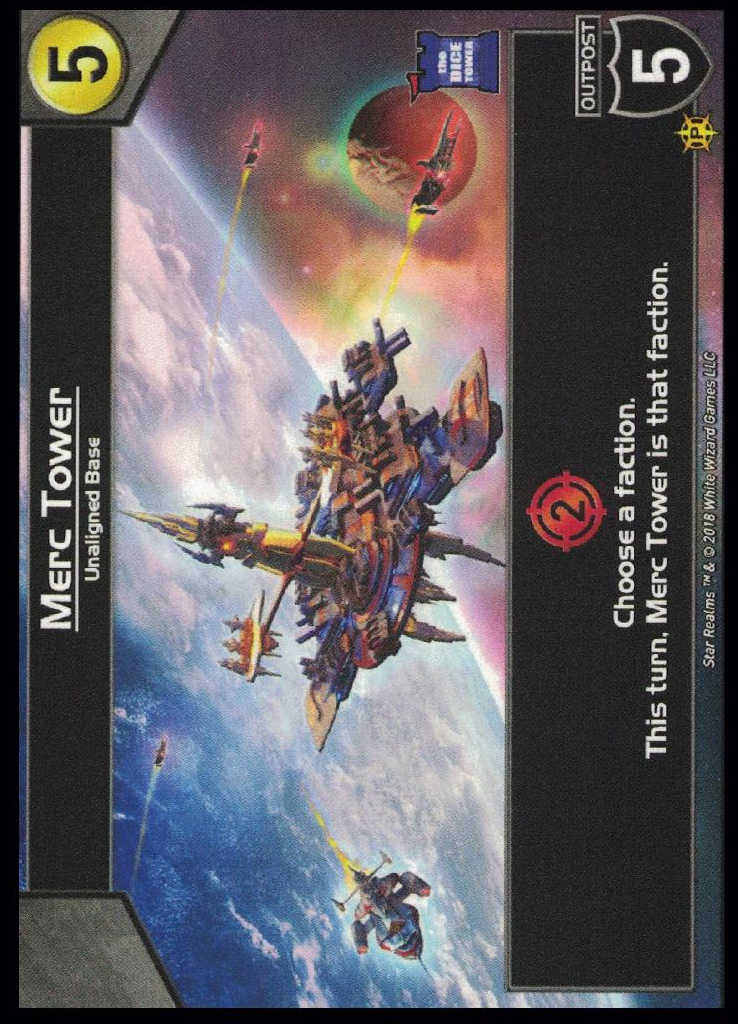 5
Merc Tower
Unaligned Base
the
DICE
TOWER
OUTPOST
5
P
2
Choose a faction.
This turn, Merc Tower is that faction.
Star Realms ™ & © 2018 White Wizard Games LLC